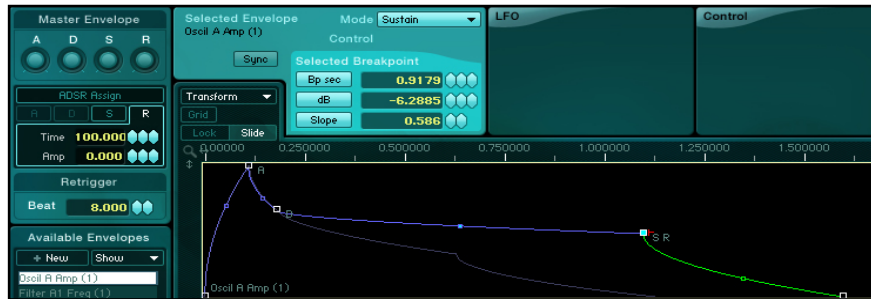 Master Envelope
A D S R
ADSR Assign
A D S R
Time 100.000
Amp 0.000
Retrigger
Beat 8.000
Available Envelopes
+ New Show
Oscil A Amp (1)
Filter A1 Freq (1)
Selected Envelope Mode Sustain
Oscil A Amp (1)
Control
Sync
Selected Breakpoint
Bp sec 0.9179
dB -6.2885
Slope 0.586
Transform
Grid
Lock Slide
LFO
Control
0.00000 0.250000 0.500000 0.750000 1.000000 1.250000 1.500000
A
D
S R
Oscil A Amp (1)